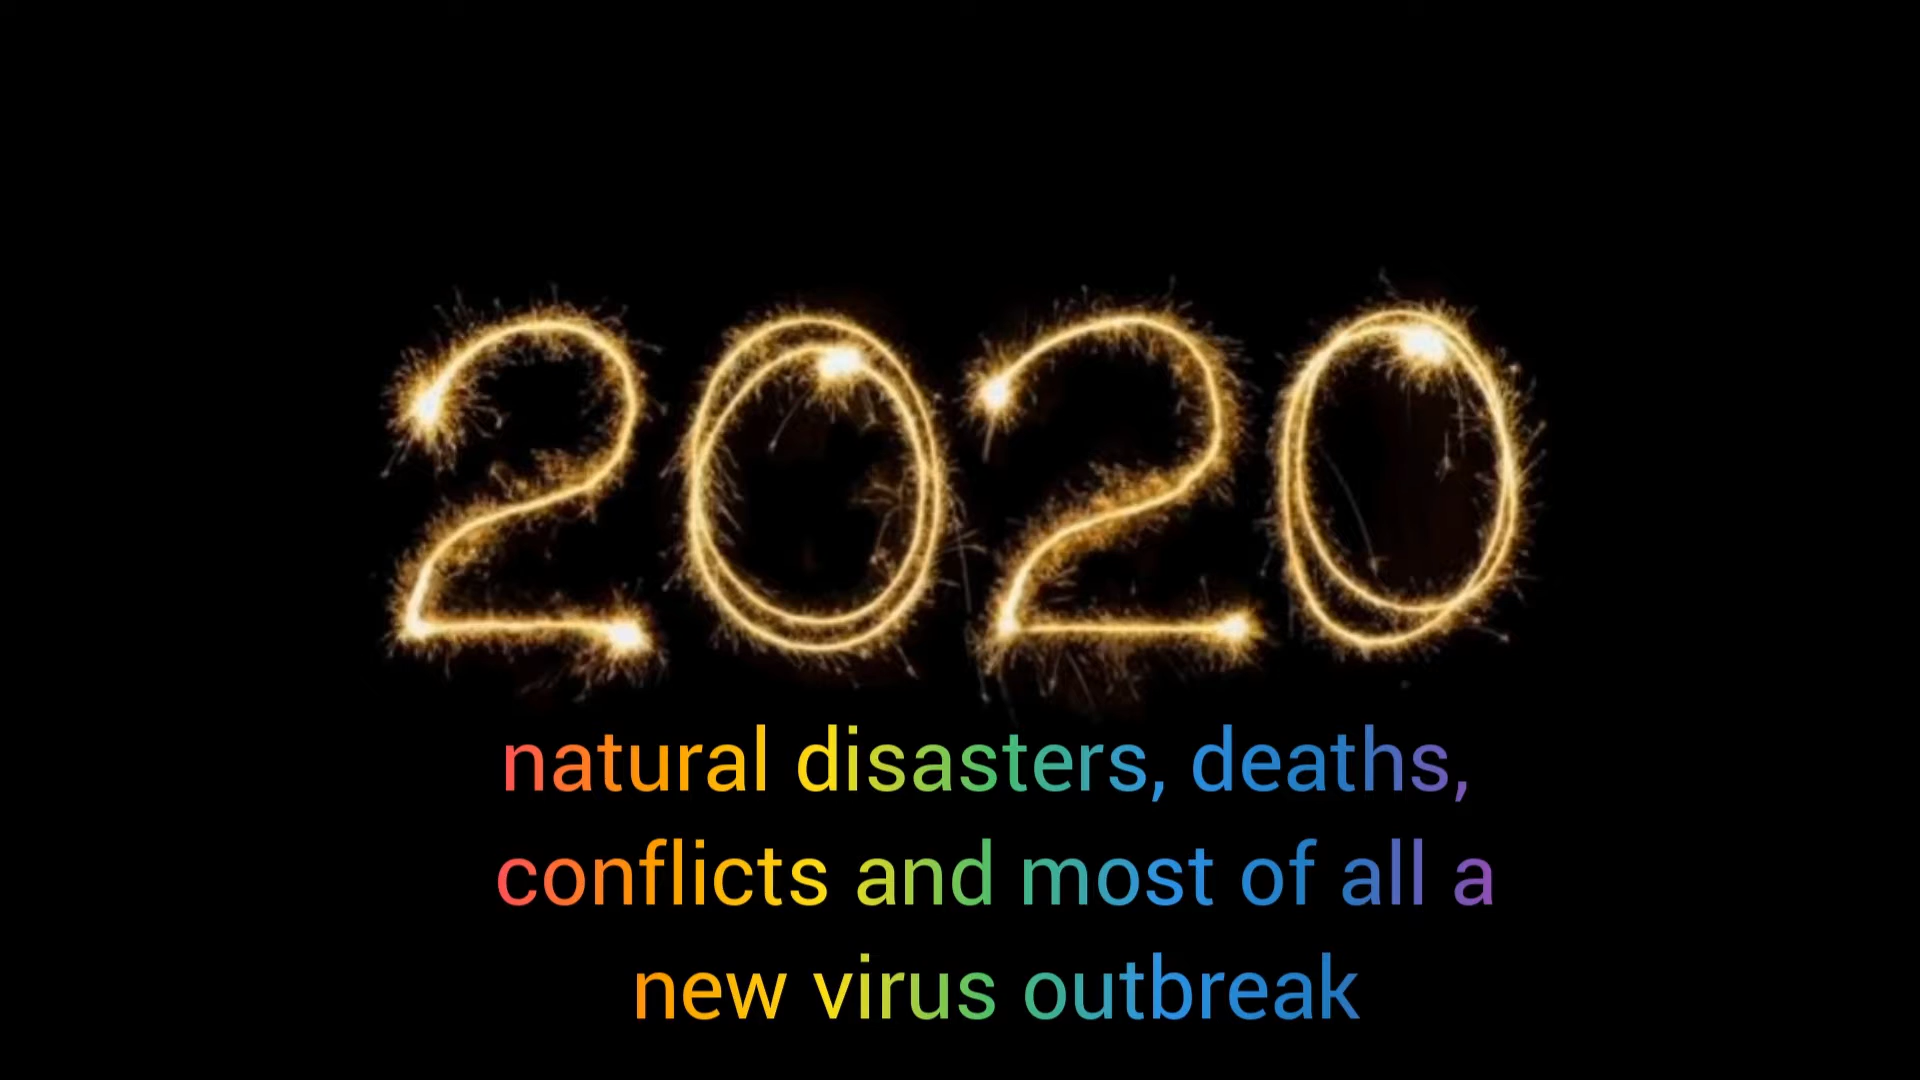 2020
natural disasters, deaths,
conflicts and most of all a
new virus outbreak